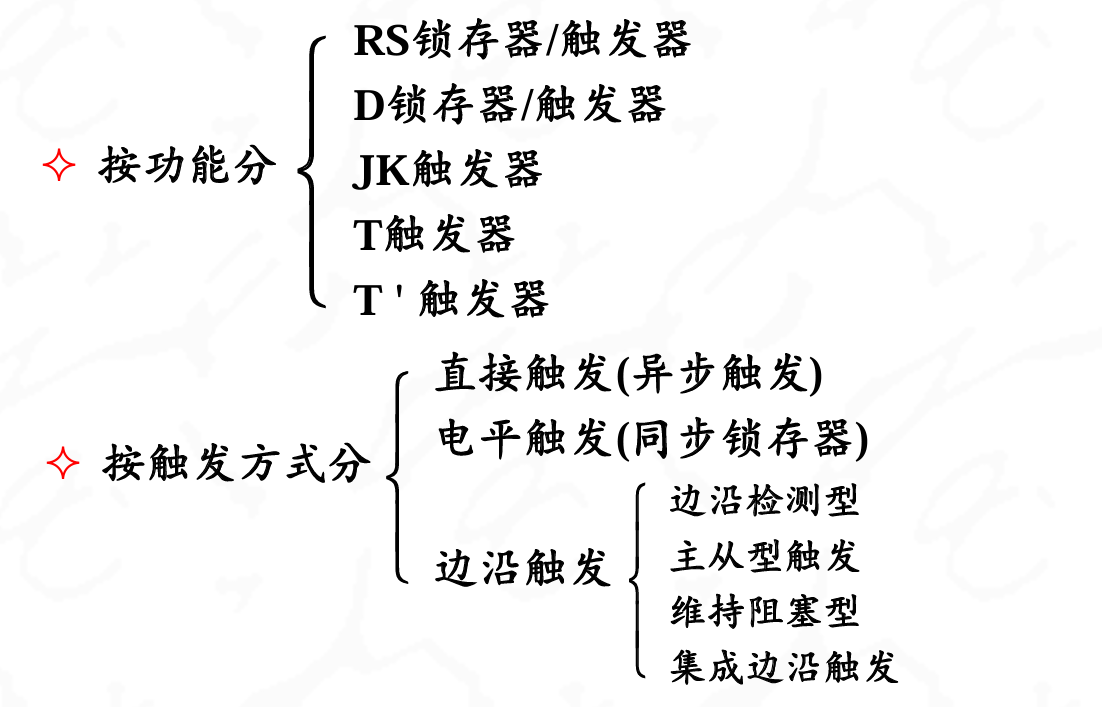 RS锁存器/触发器
D锁存器/触发器
按功能分
JK触发器
T触发器
T ' 触发器
直接触发(异步触发)
电平触发(同步锁存器)
按触发方式分
边沿检测型
主从型触发
边沿触发
维持阻塞型
集成边沿触发